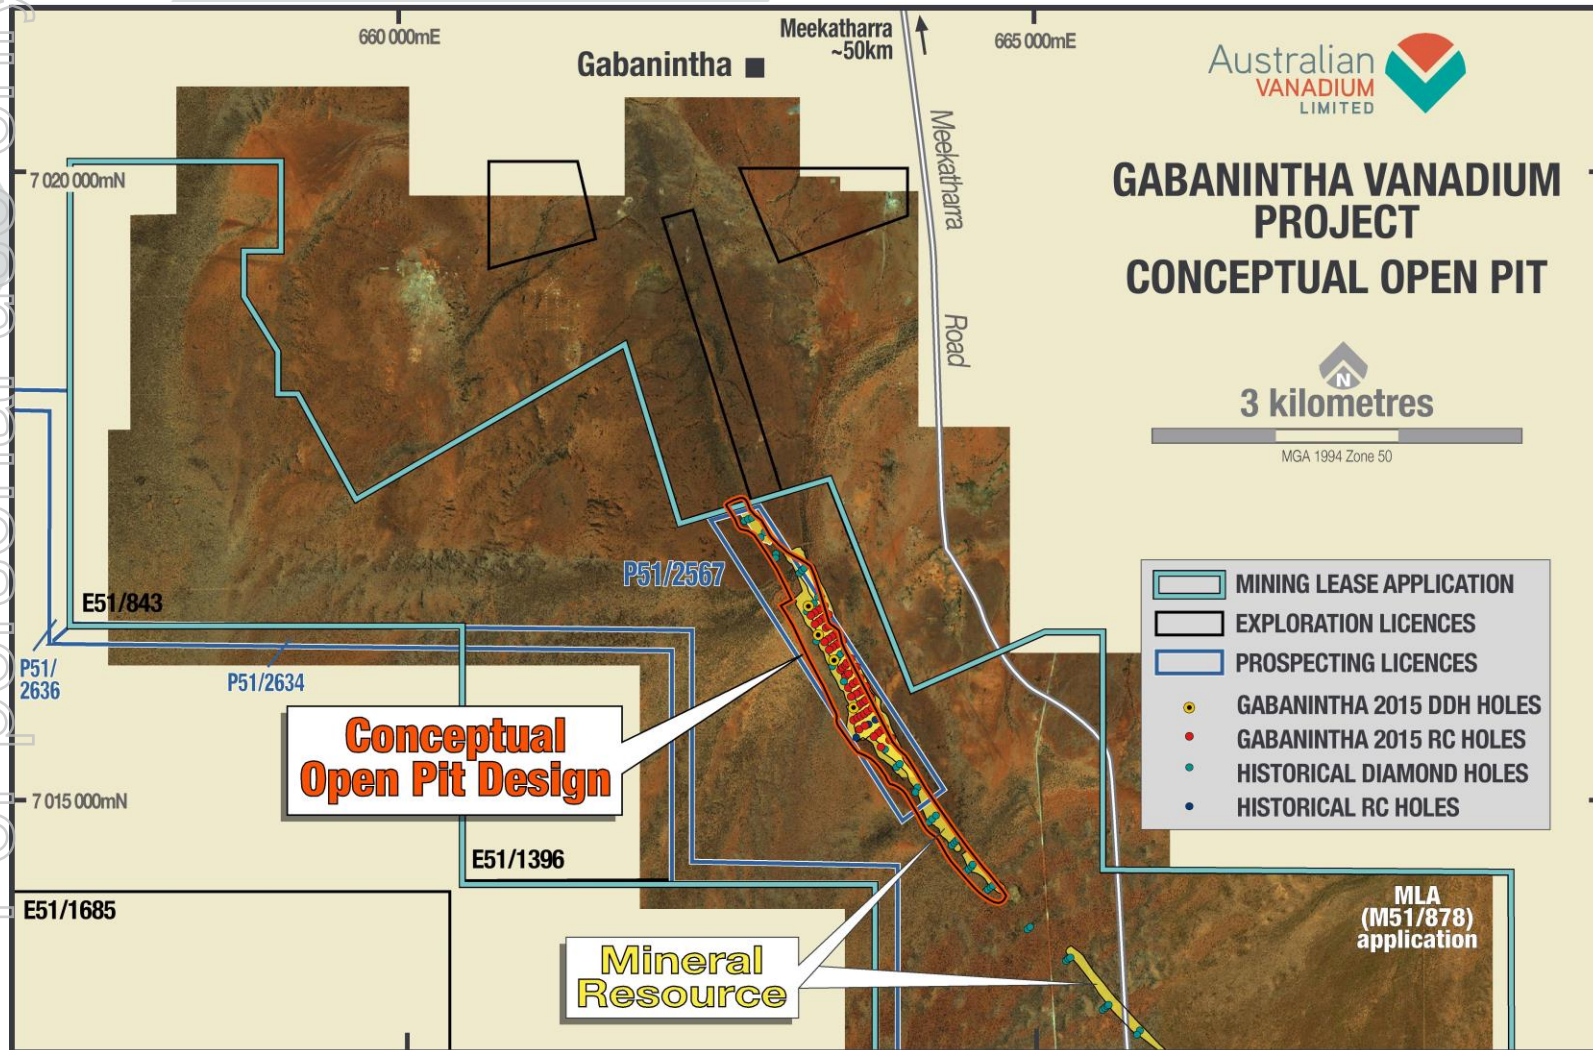 660 000mE
Meekatharra
~50km
665 000mE
Gabanintha
Australian
VANADIUM
LIMITED
7 020 000mN
Meekatharra
Road
GABANINTHA VANADIUM
PROJECT
CONCEPTUAL OPEN PIT
N
3 kilometres
MGA 1994 Zone 50
P51/2567
E51/843
P51/
2636
P51/2634
MINING LEASE APPLICATION
EXPLORATION LICENCES
PROSPECTING LICENCES
GABANINTHA 2015 DDH HOLES
GABANINTHA 2015 RC HOLES
HISTORICAL DIAMOND HOLES
HISTORICAL RC HOLES
Conceptual
Open Pit Design
7 015 000mN
E51/1396
E51/1685
MLA
(M51/878)
application
Mineral
Resource